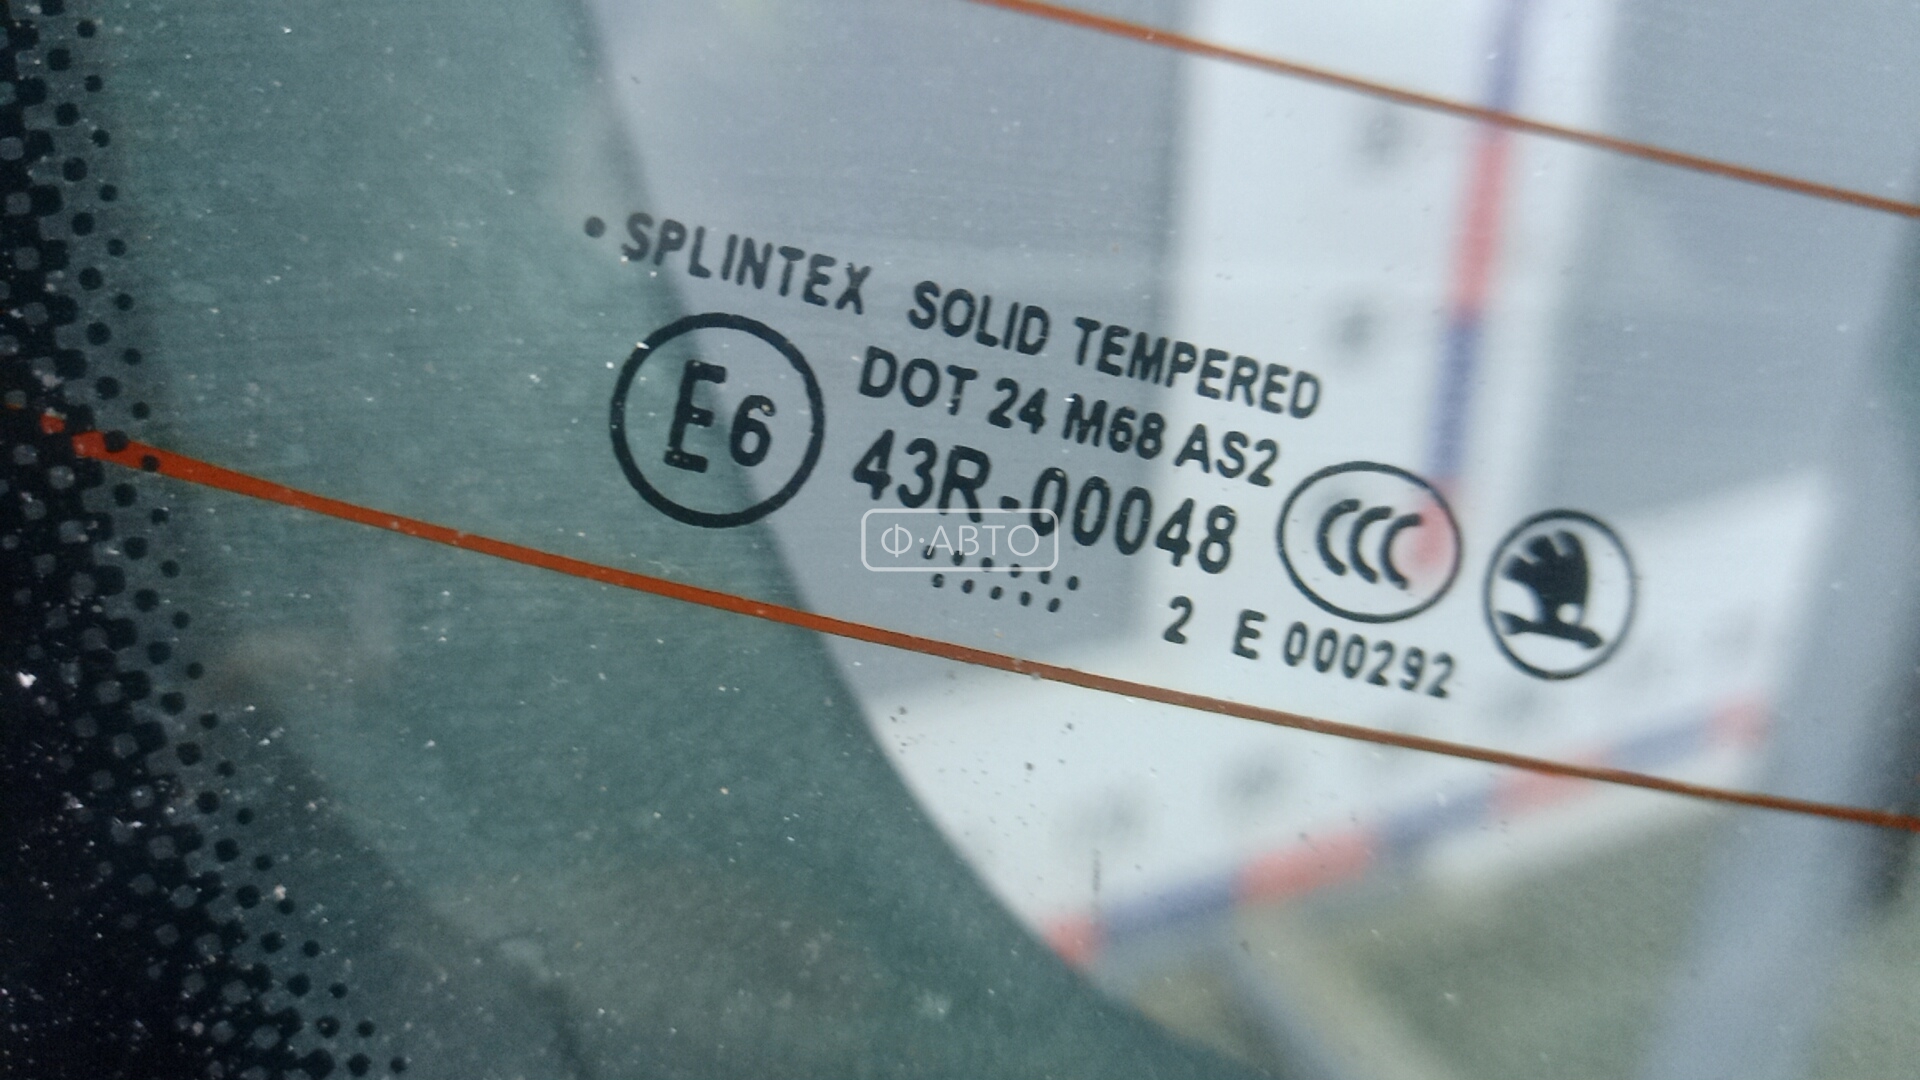 SPLINTEX SOLID TEMPERED
E6
DOT 24 M68 AS2
43R-00048
Ф·АВТО
CCC
2 E 000292